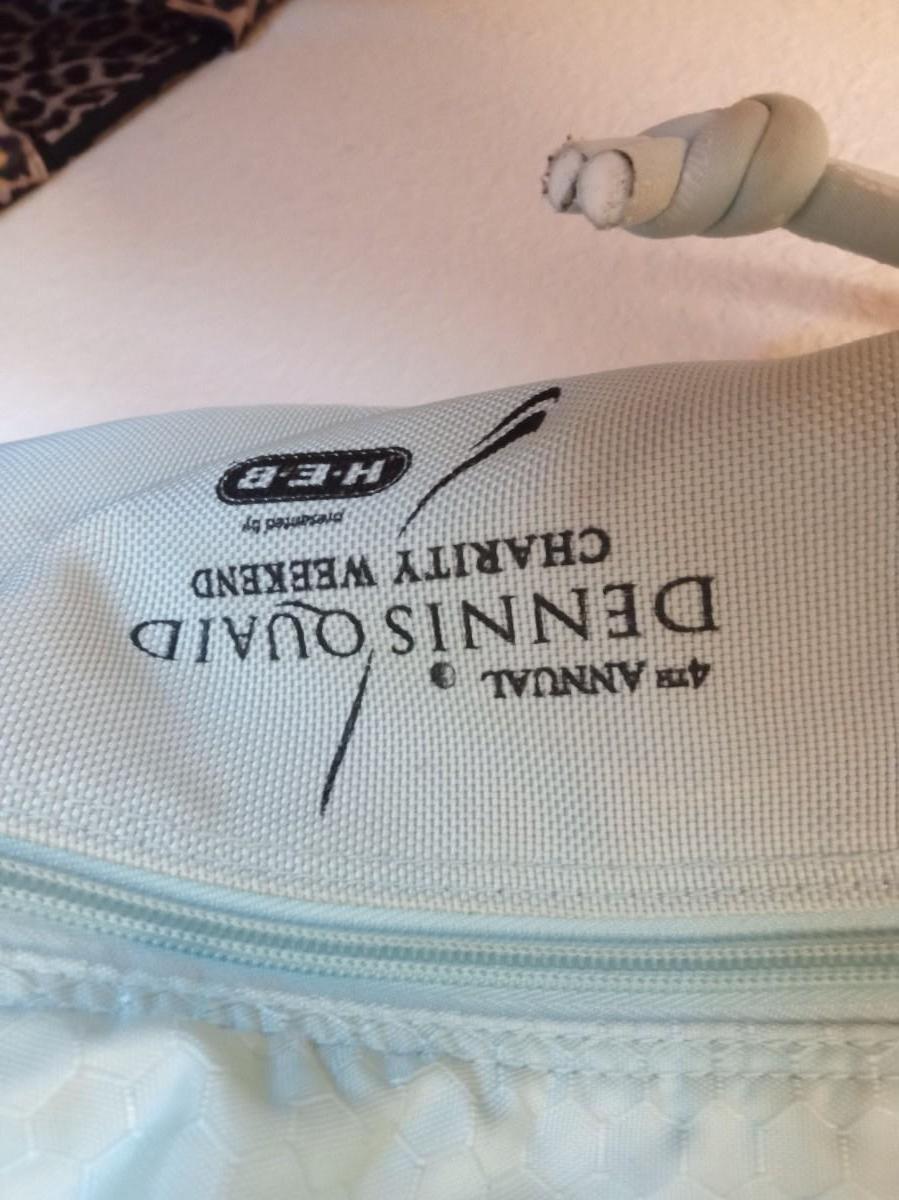 4TH ANNUAL
DENNIS QUAID
CHARITY WEEKEND
presented by
H-E-B